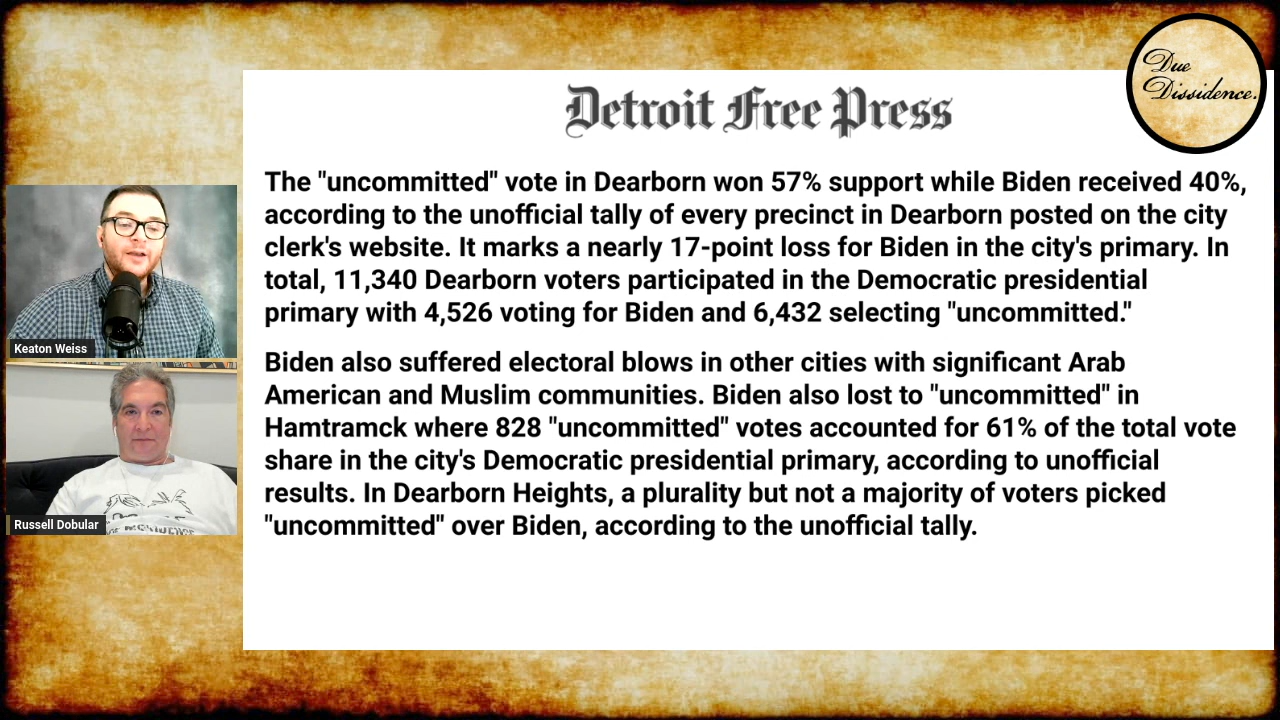 Due
Dissidence.
Detroit Free Press
The "uncommitted" vote in Dearborn won 57% support while Biden received 40%,
according to the unofficial tally of every precinct in Dearborn posted on the city
clerk's website. It marks a nearly 17-point loss for Biden in the city's primary. In
total, 11,340 Dearborn voters participated in the Democratic presidential
primary with 4,526 voting for Biden and 6,432 selecting "uncommitted."
Biden also suffered electoral blows in other cities with significant Arab
American and Muslim communities. Biden also lost to "uncommitted" in
Hamtramck where 828 "uncommitted" votes accounted for 61% of the total vote
share in the city's Democratic presidential primary, according to unofficial
results. In Dearborn Heights, a plurality but not a majority of voters picked
"uncommitted" over Biden, according to the unofficial tally.
Keaton Weiss
Russell Dobular